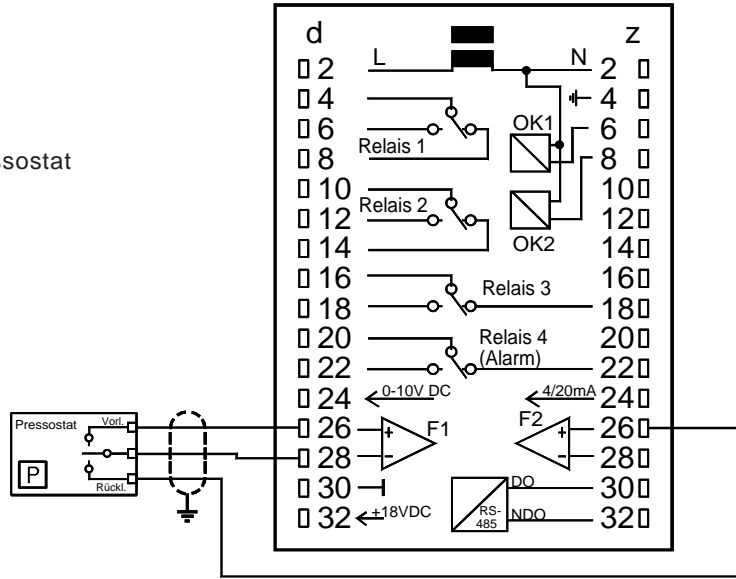 d z
2 L N 2
4 4
6 OK1 6
8 Relais 1 8
ssostat
10 10
12 Relais 2 12
14 OK2 14
16 16
18 Relais 3 18
20 Relais 4 20
22 (Alarm) 22
24 0-10V DC 4/20mA 24
26 + F1 F2 + 26
28 - - 28
30 DO 30
32 +18VDC RS-485 NDO 32
Pressostat Vorl.
P
Rückl.